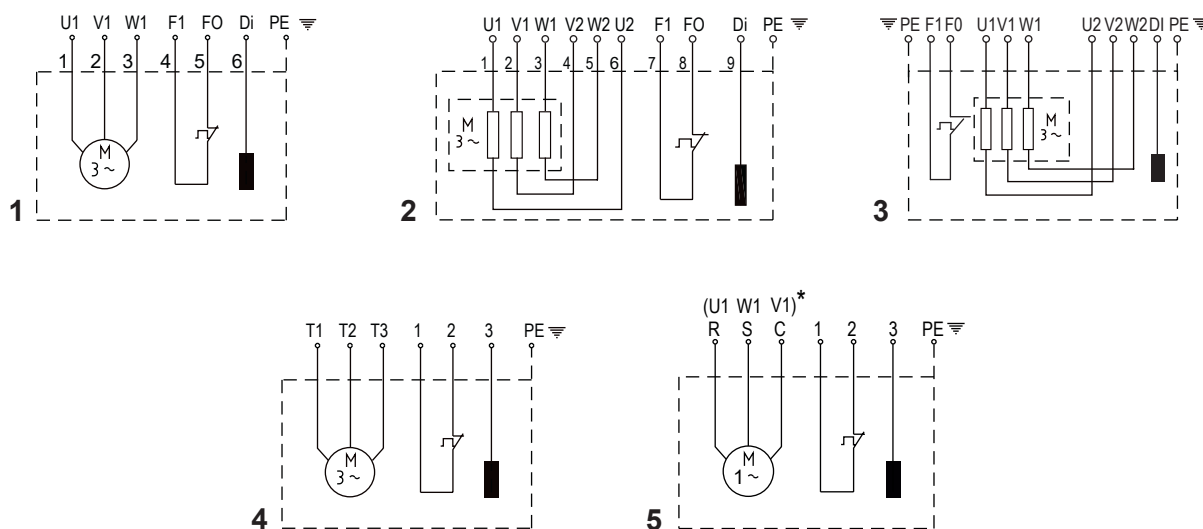 U1 V1 W1 F1 FO Di PE
1 2 3 4 5 6
M
3~
1
U1 V1 W1 V2 W2 U2 F1 FO Di PE
1 2 3 4 5 6 7 8 9
M
3~
2
PE F1 F0 U1 V1 W1 U2 V2 W2 DI PE
M
3~
3
T1 T2 T3 1 2 3 PE
M
3~
4
(U1 W1 V1)*
R S C 1 2 3 PE
M
1~
5